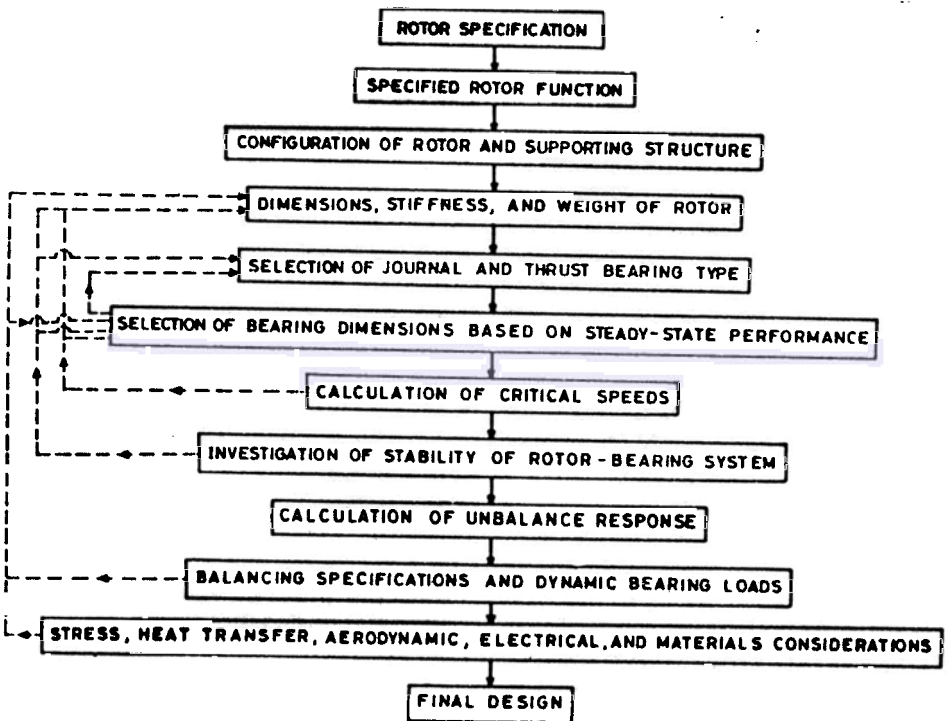 ROTOR SPECIFICATION
SPECIFIED ROTOR FUNCTION
CONFIGURATION OF ROTOR AND SUPPORTING STRUCTURE
DIMENSIONS, STIFFNESS, AND WEIGHT OF ROTOR
SELECTION OF JOURNAL AND THRUST BEARING TYPE
SELECTION OF BEARING DIMENSIONS BASED ON STEADY-STATE PERFORMANCE
CALCULATION OF CRITICAL SPEEDS
INVESTIGATION OF STABILITY OF ROTOR-BEARING SYSTEM
CALCULATION OF UNBALANCE RESPONSE
BALANCING SPECIFICATIONS AND DYNAMIC BEARING LOADS
STRESS, HEAT TRANSFER, AERODYNAMIC, ELECTRICAL, AND MATERIALS CONSIDERATIONS
FINAL DESIGN